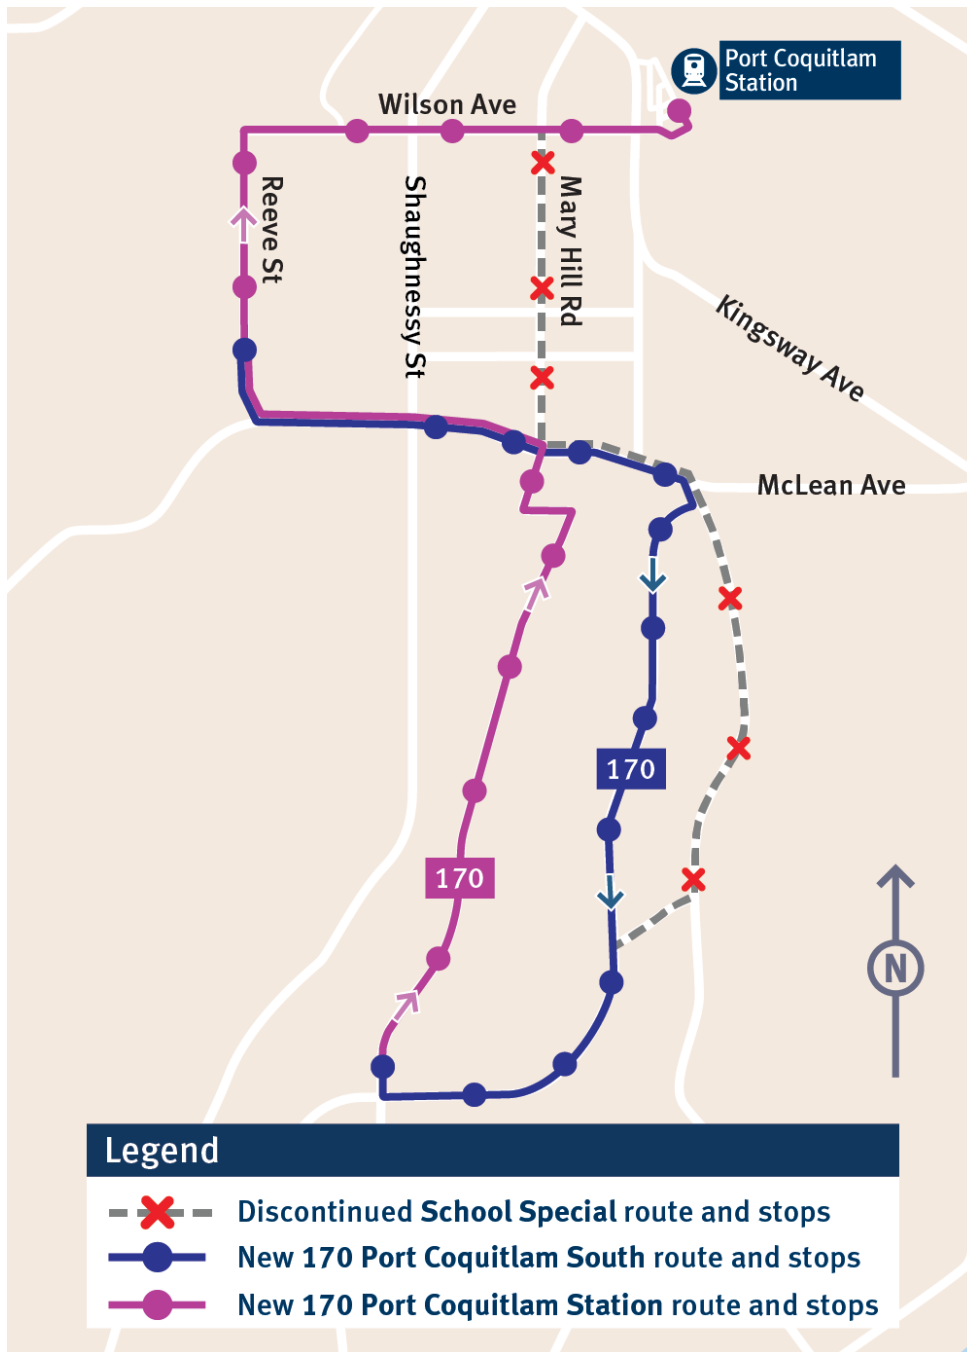 Port Coquitlam
Station
Wilson Ave
Reeve St
Shaughnessy St
Mary Hill Rd
Kingsway Ave
McLean Ave
170
170
N
Legend
Discontinued School Special route and stops
New 170 Port Coquitlam South route and stops
New 170 Port Coquitlam Station route and stops